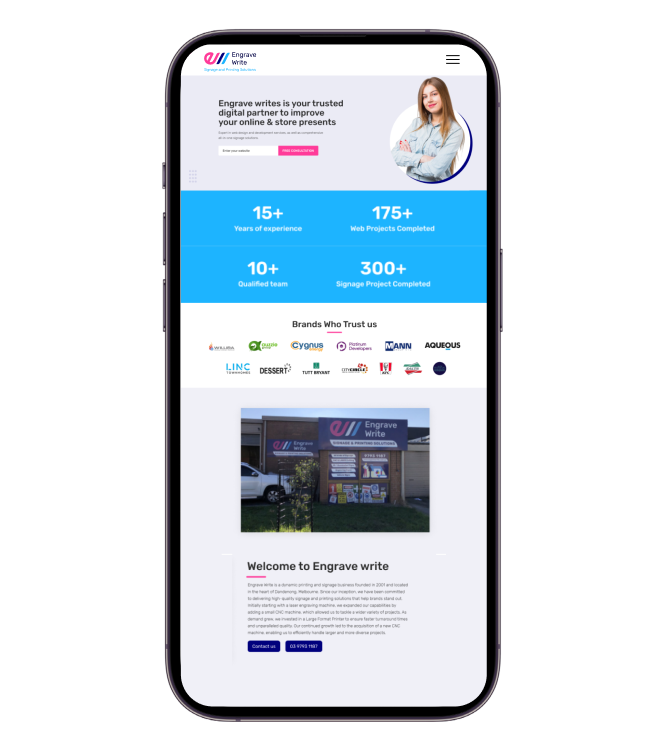 Engrave
Write
Signage and Printing Solutions
Engrave writes is your trusted
digital partner to improve
your online & store presents
Enter your website
FREE CONSULTATION
15+
Years of experience
175+
Web Projects Completed
10+
Qualified team
300+
Signage Project Completed
Brands Who Trust us
puzzle
Cygnus
Platinum
Developers
MANN
AQUEOUS
LINC
TOWNHOMES
DESSERT
TUTT BRYANT
CITYCIRCLE
KFC
Engrave
Write
SIGNAGE & PRINTING SOLUTIONS
Engrave
Write
9793 1187
Welcome to Engrave write
Engrave Write is a dynamic printing and signage business founded in 2001 and located
in the heart of Dandenong, Melbourne. Since our inception, we have been committed
to delivering high-quality signage and printing solutions that help brands stand out.
Initially starting with a laser engraving machine, we expanded our capabilities by
adding a small CNC machine, which allowed us to tackle a wider variety of projects. As
demand grew, we invested in a Large Format Printer to ensure faster turnaround times
and unparalleled quality. Our continued growth led to the acquisition of a new CNC
machine, enabling us to efficiently handle larger and more diverse projects.
Contact us
03 9793 1187